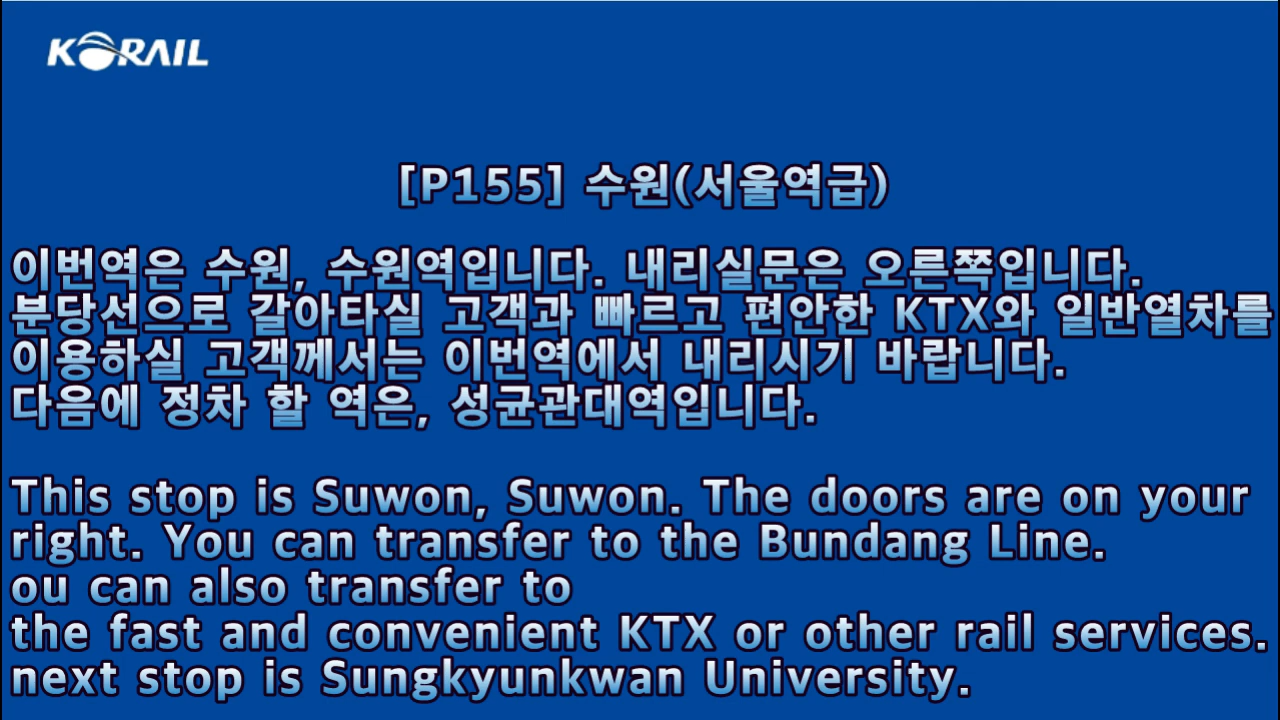 KORAIL
[P155] 수원(서울역급)
이번역은 수원, 수원역입니다. 내리실문은 오른쪽입니다.
분당선으로 갈아타실 고객과 빠르고 편안한 KTX와 일반열차를
이용하실 고객께서는 이번역에서 내리시기 바랍니다.
다음에 정차 할 역은, 성균관대역입니다.
This stop is Suwon, Suwon. The doors are on your
right. You can transfer to the Bundang Line.
ou can also transfer to
the fast and convenient KTX or other rail services.
next stop is Sungkyunkwan University.